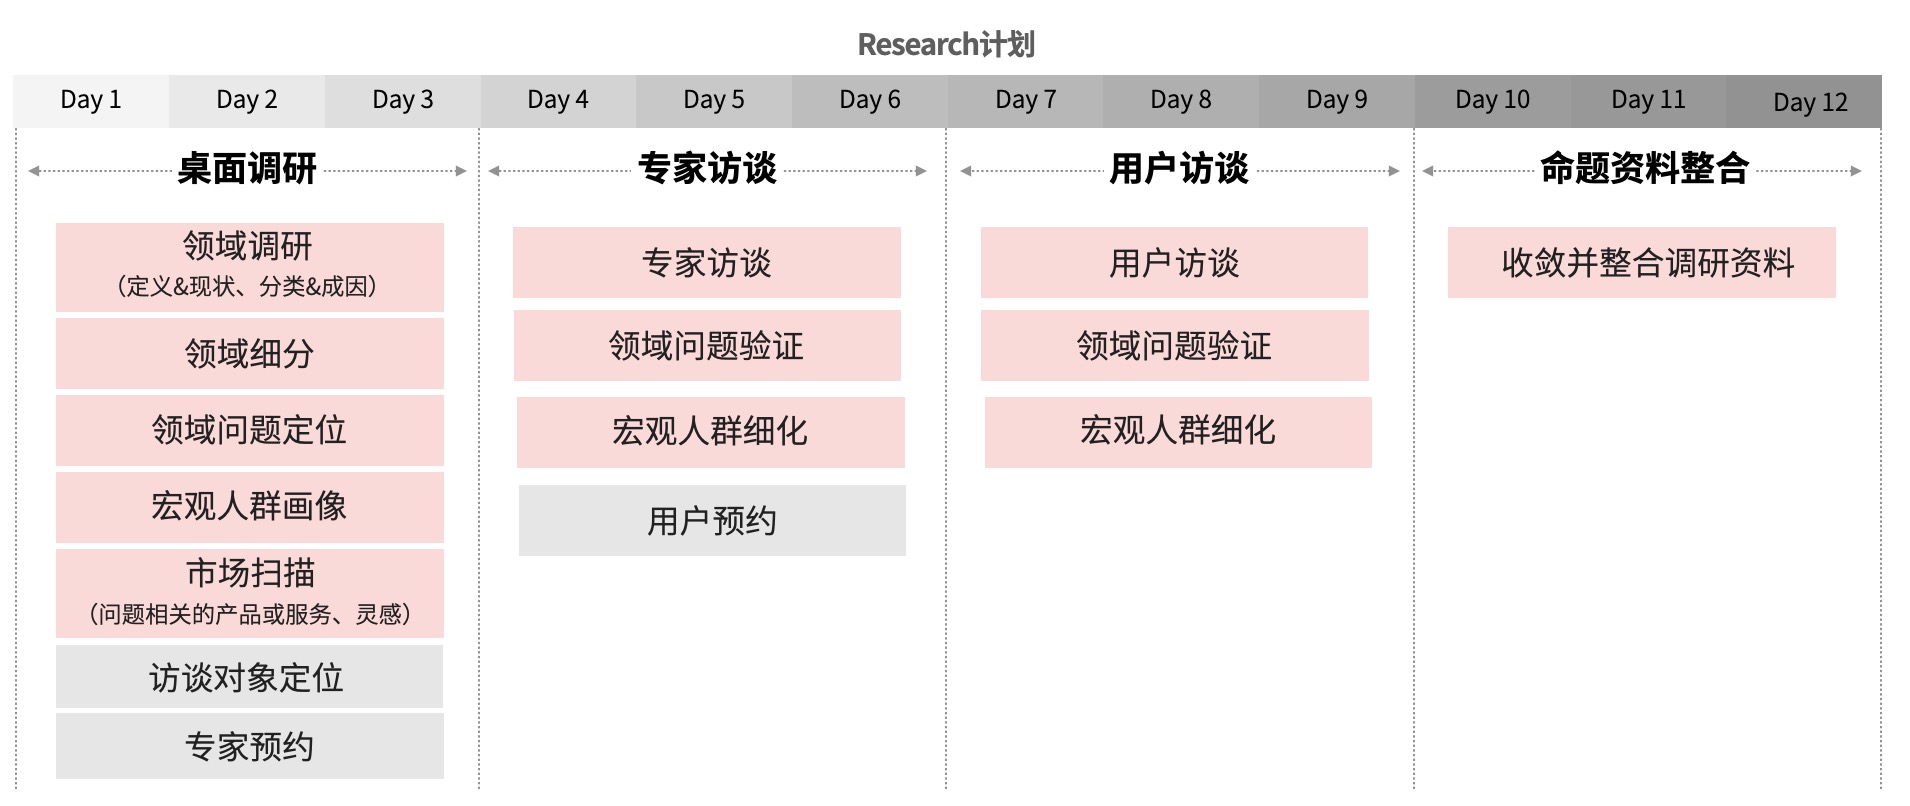 Research计划
Day 1 Day 2 Day 3 Day 4 Day 5 Day 6 Day 7 Day 8 Day 9 Day 10 Day 11 Day 12
桌面调研
领域调研
（定义&现状、分类&成因）
领域细分
领域问题定位
宏观人群画像
市场扫描
（问题相关的产品或服务、灵感）
访谈对象定位
专家预约
专家访谈
专家访谈
领域问题验证
宏观人群细化
用户预约
用户访谈
用户访谈
领域问题验证
宏观人群细化
命题资料整合
收敛并整合调研资料